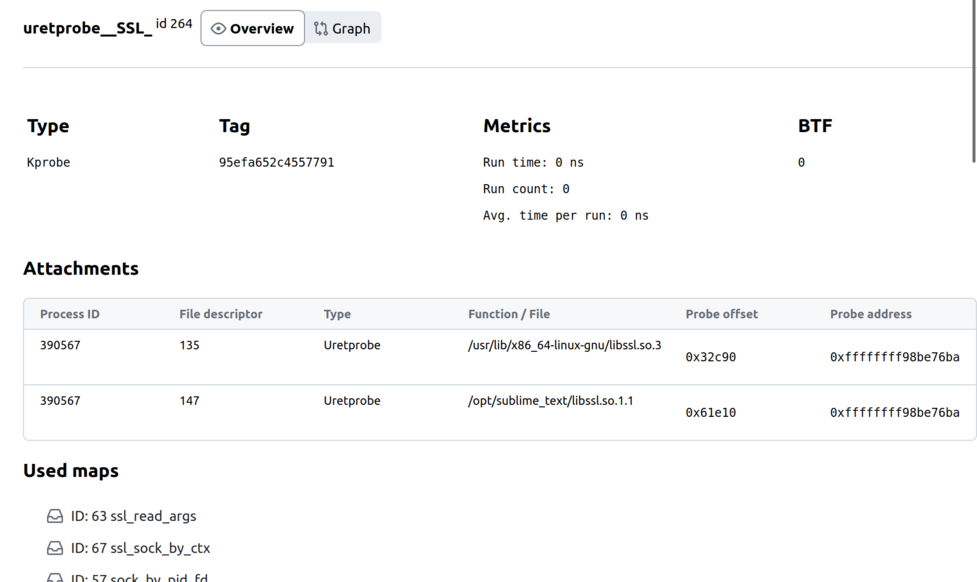 uretprobe__SSL_ id 264 Overview Graph
Type Tag Metrics BTF
Kprobe 95efa652c4557791 Run time: 0 ns 0
Run count: 0
Avg. time per run: 0 ns
Attachments
Process ID File descriptor Type Function / File Probe offset Probe address
390567 135 Uretprobe /usr/lib/x86_64-linux-gnu/libssl.so.3 0x32c90 0xffffffff98be76ba
390567 147 Uretprobe /opt/sublime_text/libssl.so.1.1 0x61e10 0xffffffff98be76ba
Used maps
ID: 63 ssl_read_args
ID: 67 ssl_sock_by_ctx
ID: 57 sock_by_pid_fd